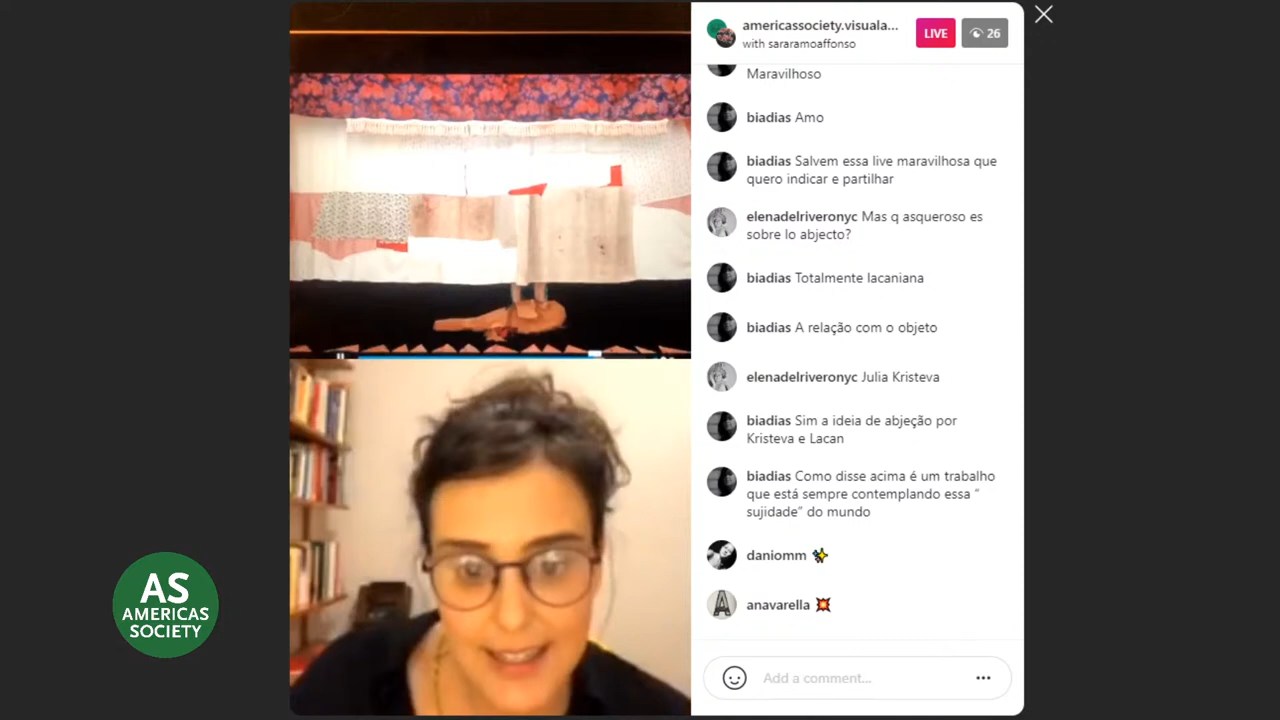 americassociety.visuala...
with sararamoaffonso
LIVE
26
Maravilhoso
biadias Amo
biadias Salvem essa live maravilhosa que
quero indicar e partilhar
elenadelriveronyc Mas q asqueroso es
sobre lo abjecto?
biadias Totalmente lacaniana
biadias A relação com o objeto
elenadelriveronyc Julia Kristeva
biadias Sim a ideia de abjeção por
Kristeva e Lacan
biadias Como disse acima é um trabalho
que está sempre contemplando essa “
sujidade” do mundo
daniomm ✨
anavarella 💥
Add a comment...
AS
AMERICAS
SOCIETY